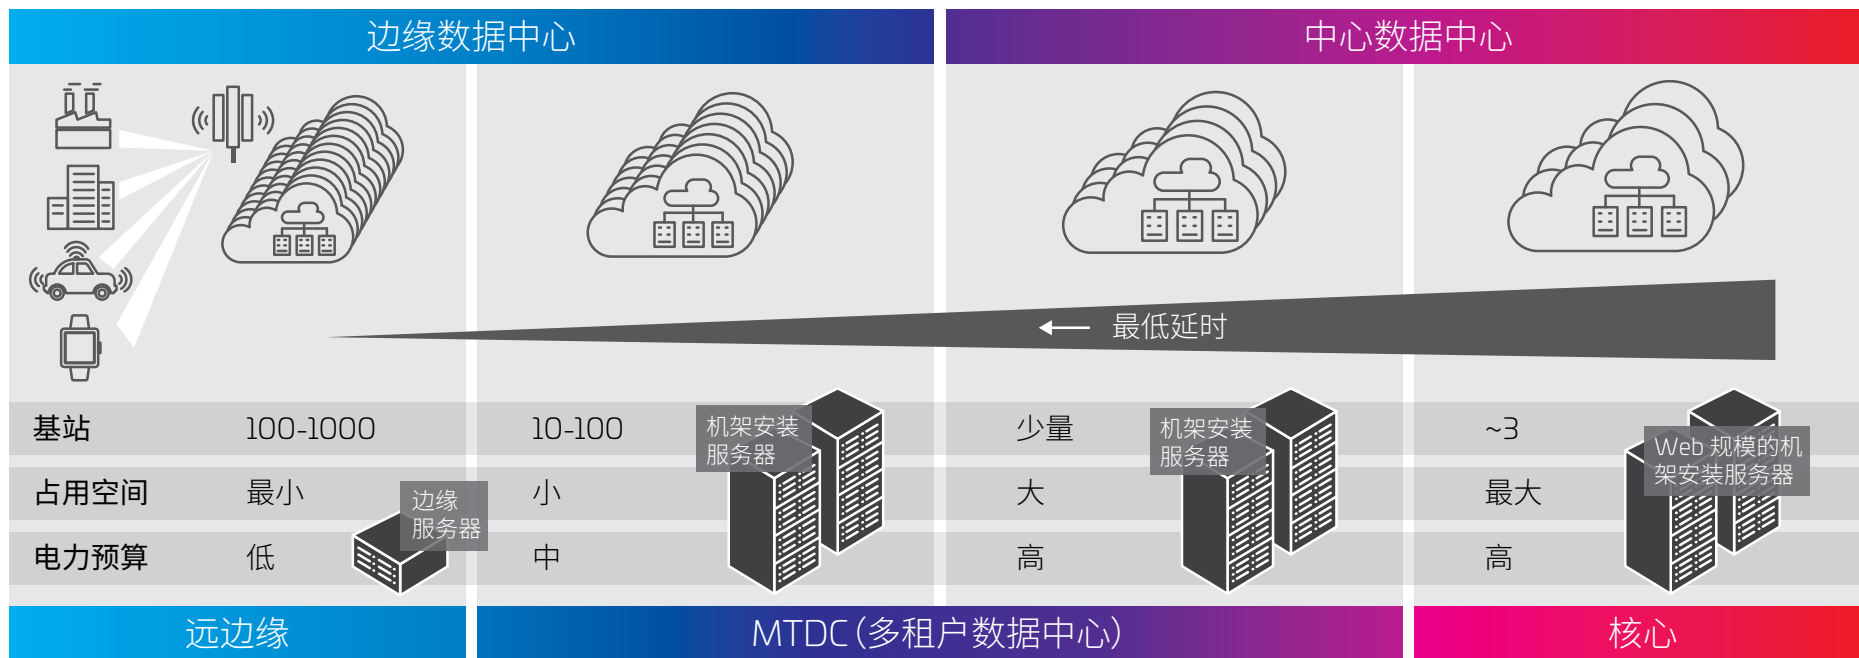 边缘数据中心
中心数据中心
最低延时
基站
100-1000
10-100
少量
~3
占用空间
最小
小
大
最大
电力预算
低
中
高
高
边缘
服务器
机架安装
服务器
机架安装
服务器
Web 规模的机
架安装服务器
远边缘
MTDC（多租户数据中心）
核心